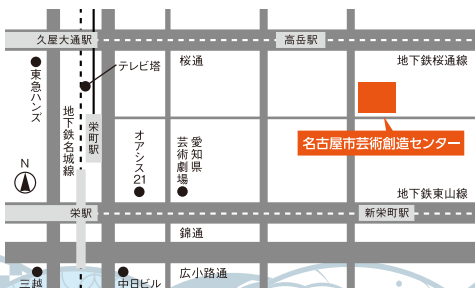 久屋大通駅
高岳駅
桜通
地下鉄桜通線
テレビ塔
東急ハンズ
地下鉄名城線
栄町駅
オアシス21
愛知県
芸術劇場
名古屋市芸術創造センター
N
地下鉄東山線
栄駅
新栄町駅
錦通
広小路通
三越
中日ビル